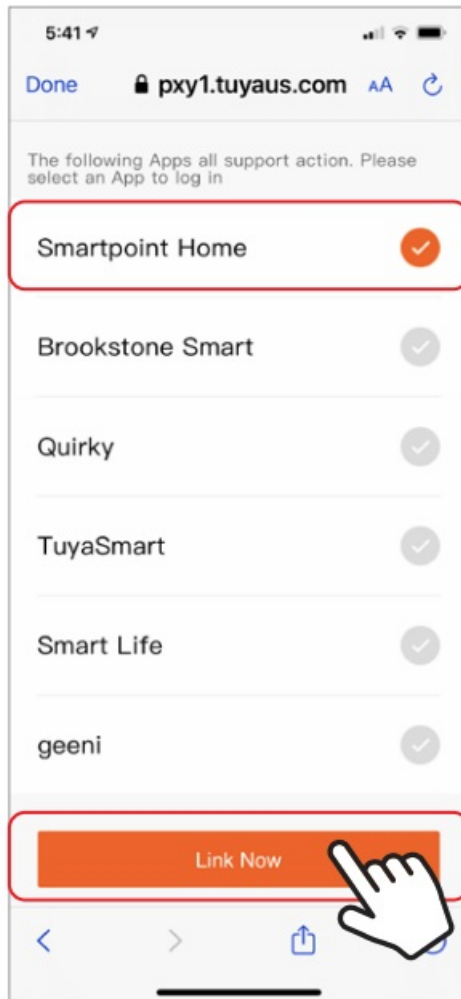 5:41
Done pxy1.tuyaus.com AA
The following Apps all support action. Please
select an App to log in
Smartpoint Home
Brookstone Smart
Quirky
TuyaSmart
Smart Life
geeni
Link Now